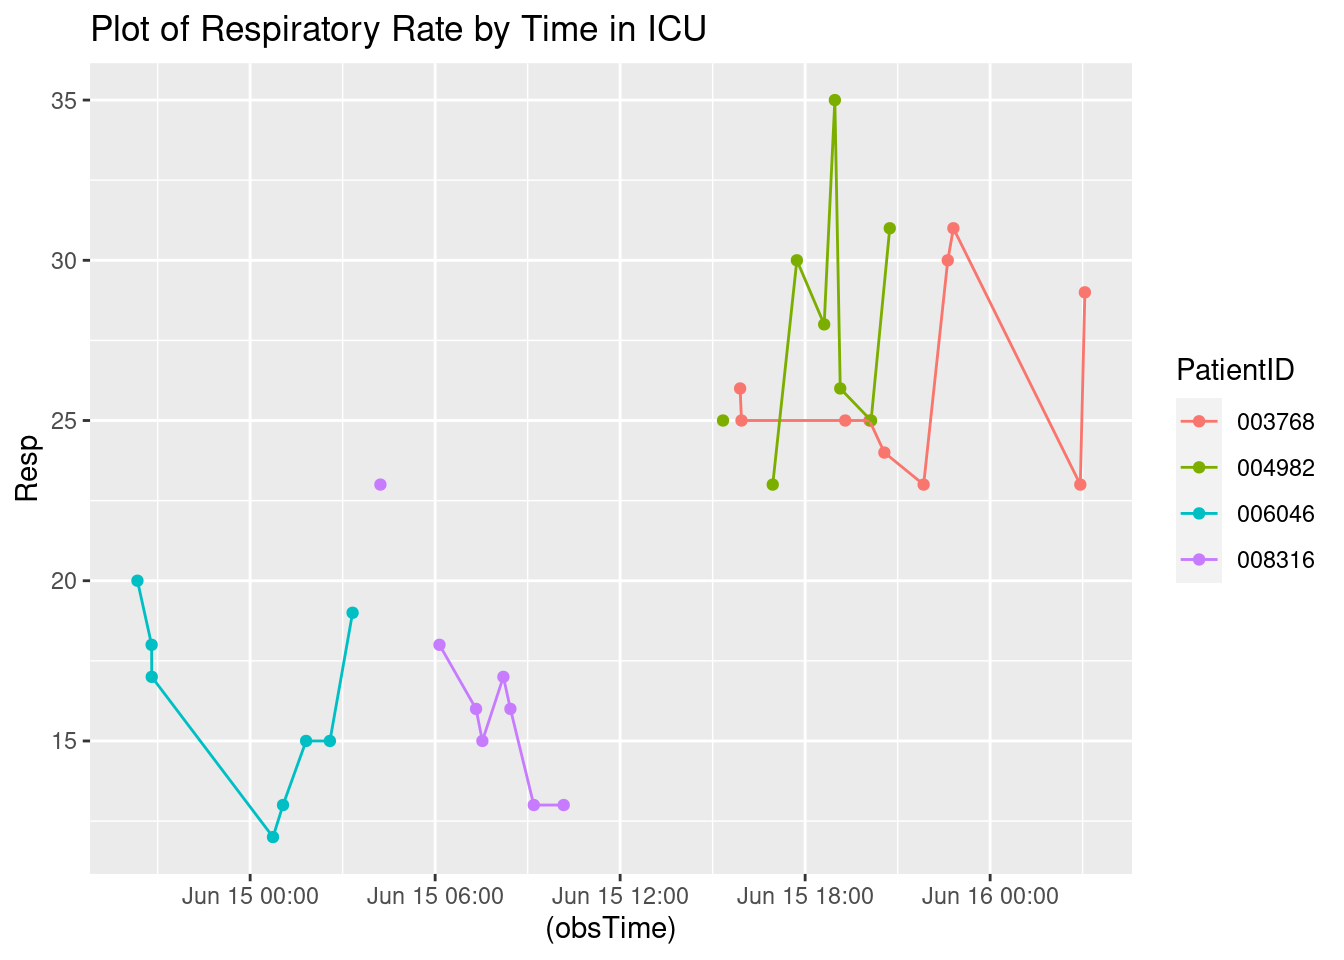 Plot of Respiratory Rate by Time in ICU
35
30
25
20
15
Resp
Jun 15 00:00
Jun 15 06:00
Jun 15 12:00
Jun 15 18:00
Jun 16 00:00
(obsTime)
PatientID
003768
004982
006046
008316